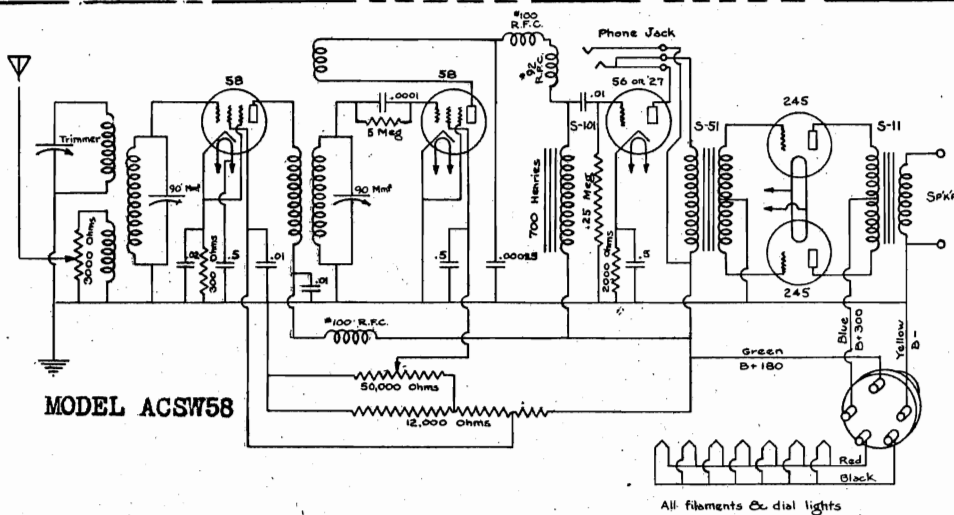 #100
R.F.C.
#92
R.F.C.
Phone Jack
58
58
56 or '27
245
Trimmer
.0001
5 Meg
.01
S-101
S-51
S-11
90 Mmf
90 Mmf
700 Henries
.25 Meg
Sp'k'r
3000 Ohms
.02
300 Ohms
.5
.01
.01
.5
.00025
2000 Ohms
.5
245
#100 R.F.C.
Blue
B+300
Yellow
B-
Green
B+180
50,000 Ohms
MODEL ACSW58
12,000 Ohms
Red
Black
All filaments & dial lights